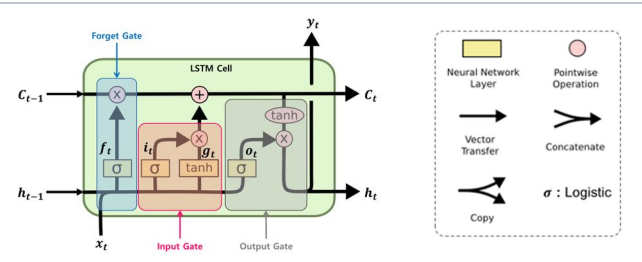 y_t
Forget Gate
LSTM Cell
C_{t-1}
X
+
C_t
tanh
f_t
i_t
X
g_t
o_t
X
σ
σ
tanh
σ
h_{t-1}
h_t
x_t
Input Gate
Output Gate
Neural Network
Layer
Pointwise
Operation
Vector
Transfer
Concatenate
Copy
σ : Logistic